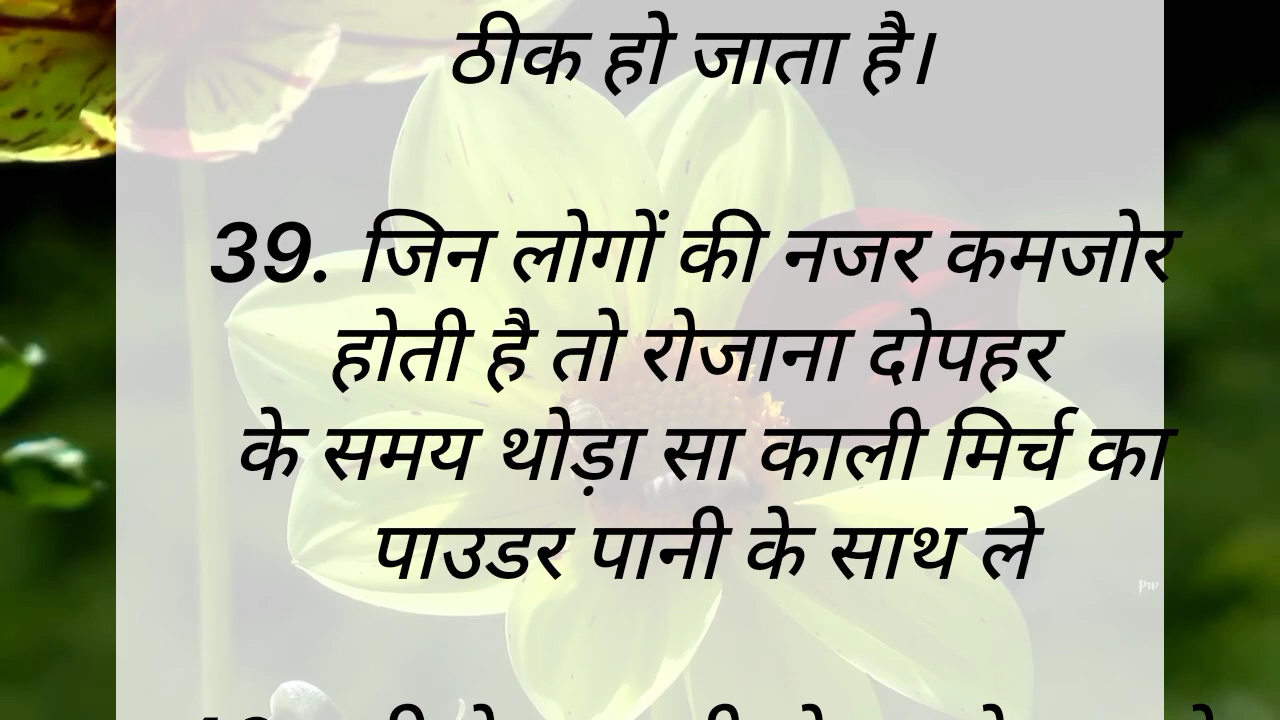 ठीक हो जाता है।
39. जिन लोगों की नजर कमजोर
होती है तो रोजाना दोपहर
के समय थोड़ा सा काली मिर्च का
पाउडर पानी के साथ ले